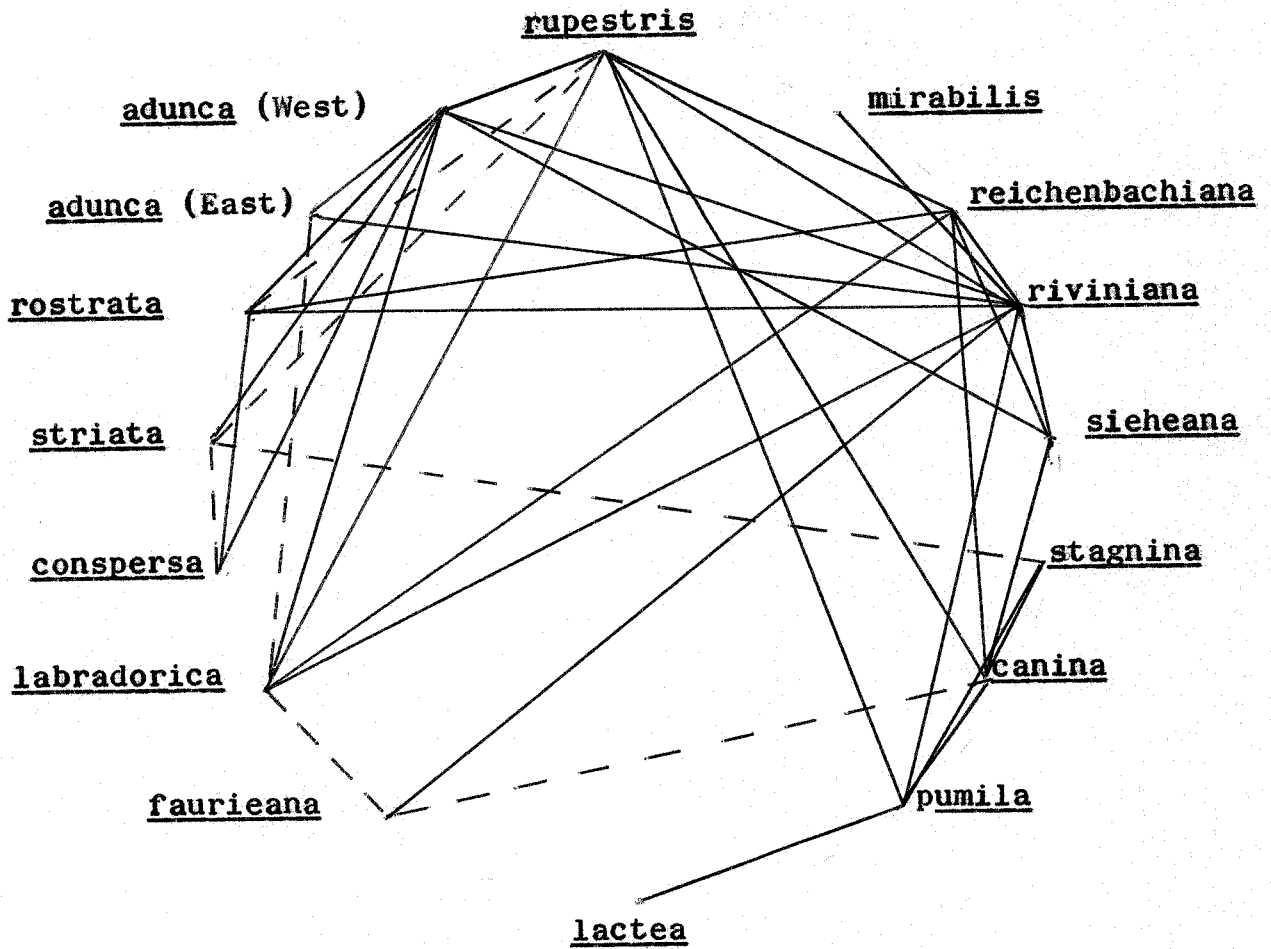 rupestris
adunca (West)
mirabilis
adunca (East)
reichenbachiana
rostrata
riviniana
striata
sieheana
conspersa
stagnina
labradorica
canina
faurieana
pumila
lactea